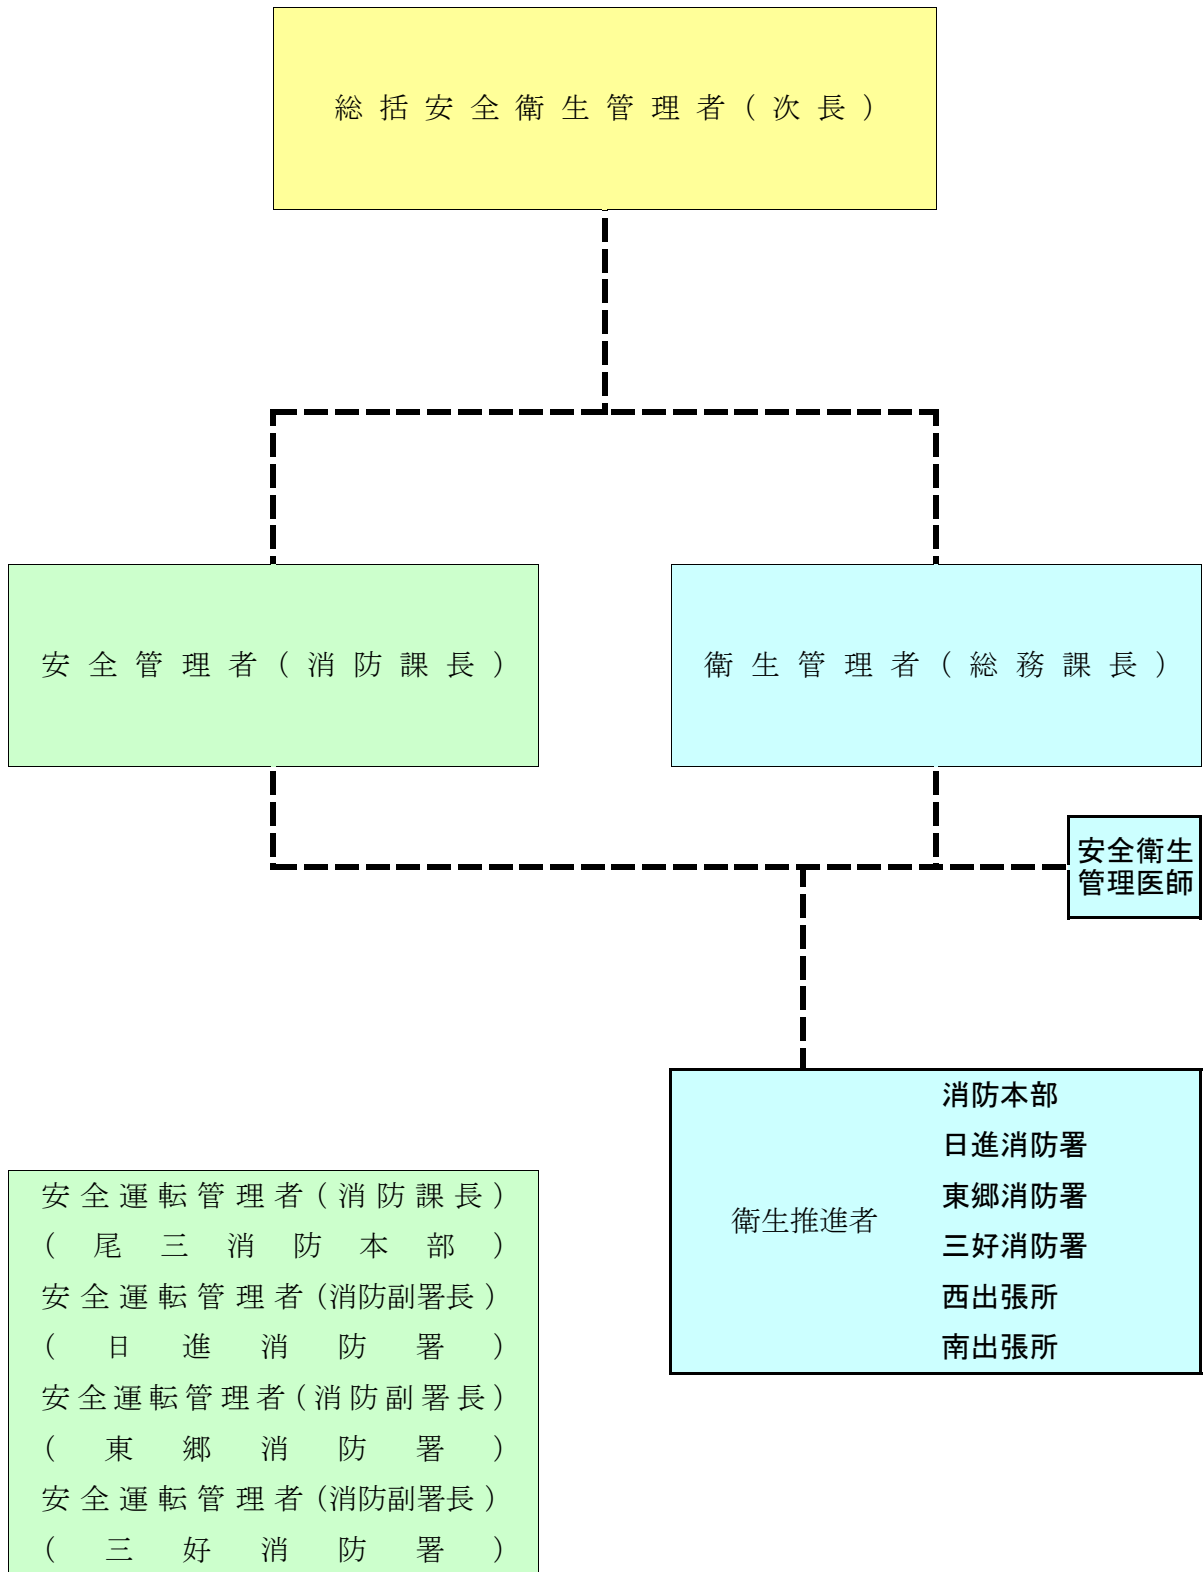 総括安全衛生管理者(次長)
安全管理者(消防課長)
衛生管理者(総務課長)
安全衛生
管理医師
衛生推進者
消防本部
日進消防署
東郷消防署
三好消防署
西出張所
南出張所
安全運転管理者(消防課長)
(尾三消防本部)
安全運転管理者(消防副署長)
(日進消防署)
安全運転管理者(消防副署長)
(東郷消防署)
安全運転管理者(消防副署長)
(三好消防署)